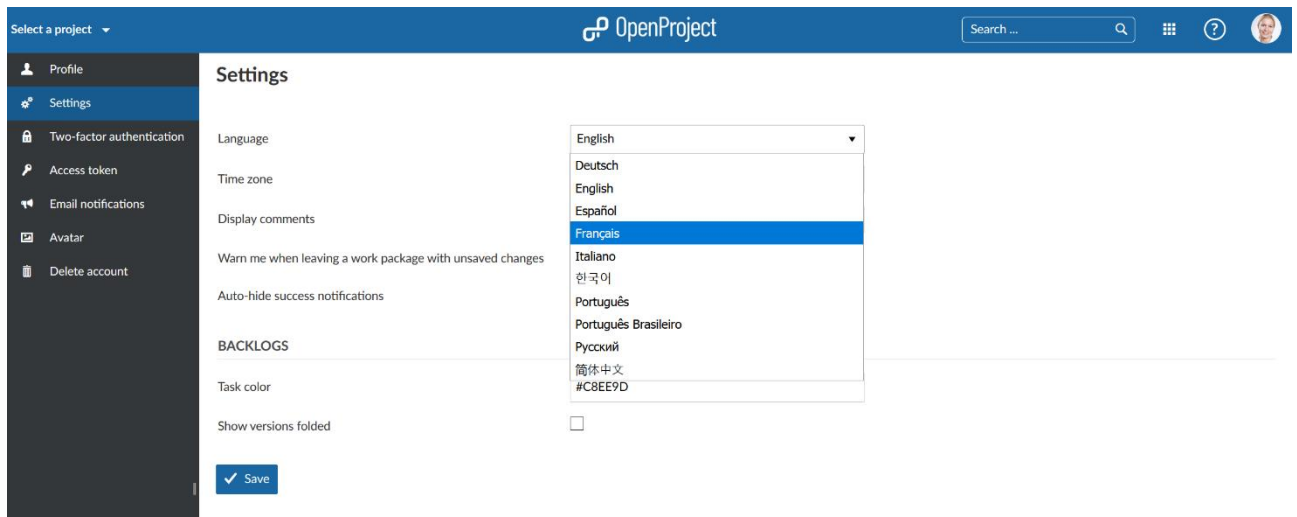 Select a project
OpenProject
Search ...
Profile
Settings
Two-factor authentication
Access token
Email notifications
Avatar
Delete account
Settings
Language
English
Deutsch
English
Español
Français
Italiano
한국어
Português
Português Brasileiro
Русский
简体中文
Time zone
Display comments
Warn me when leaving a work package with unsaved changes
Auto-hide success notifications
BACKLOGS
Task color
#C8EE9D
Show versions folded
Save